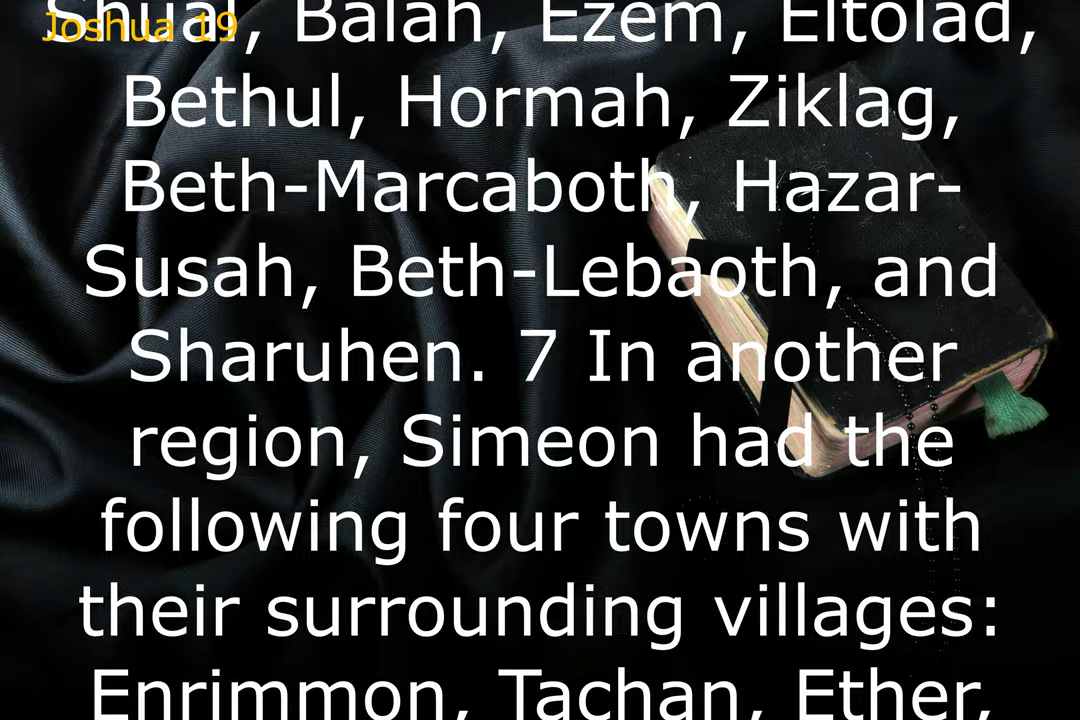 Joshua 19
Shual, Balah, Ezem, Eltolad,
Bethul, Hormah, Ziklag,
Beth-Marcaboth, Hazar-
Susah, Beth-Lebaoth, and
Sharuhen. 7 In another
region, Simeon had the
following four towns with
their surrounding villages:
Enrimmon, Tachan, Ether,